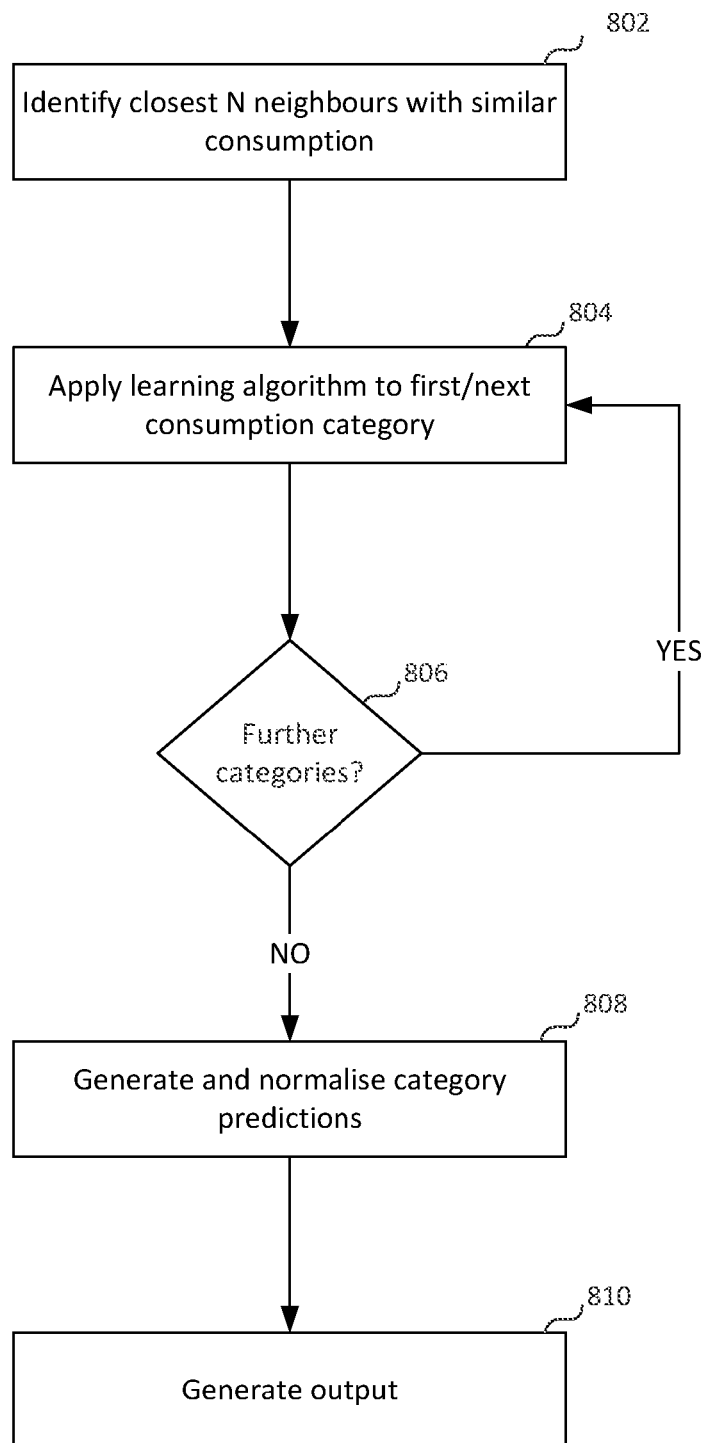 802
Identify closest N neighbours with similar
consumption
804
Apply learning algorithm to first/next
consumption category
806
Further
categories?
YES
NO
808
Generate and normalise category
predictions
810
Generate output